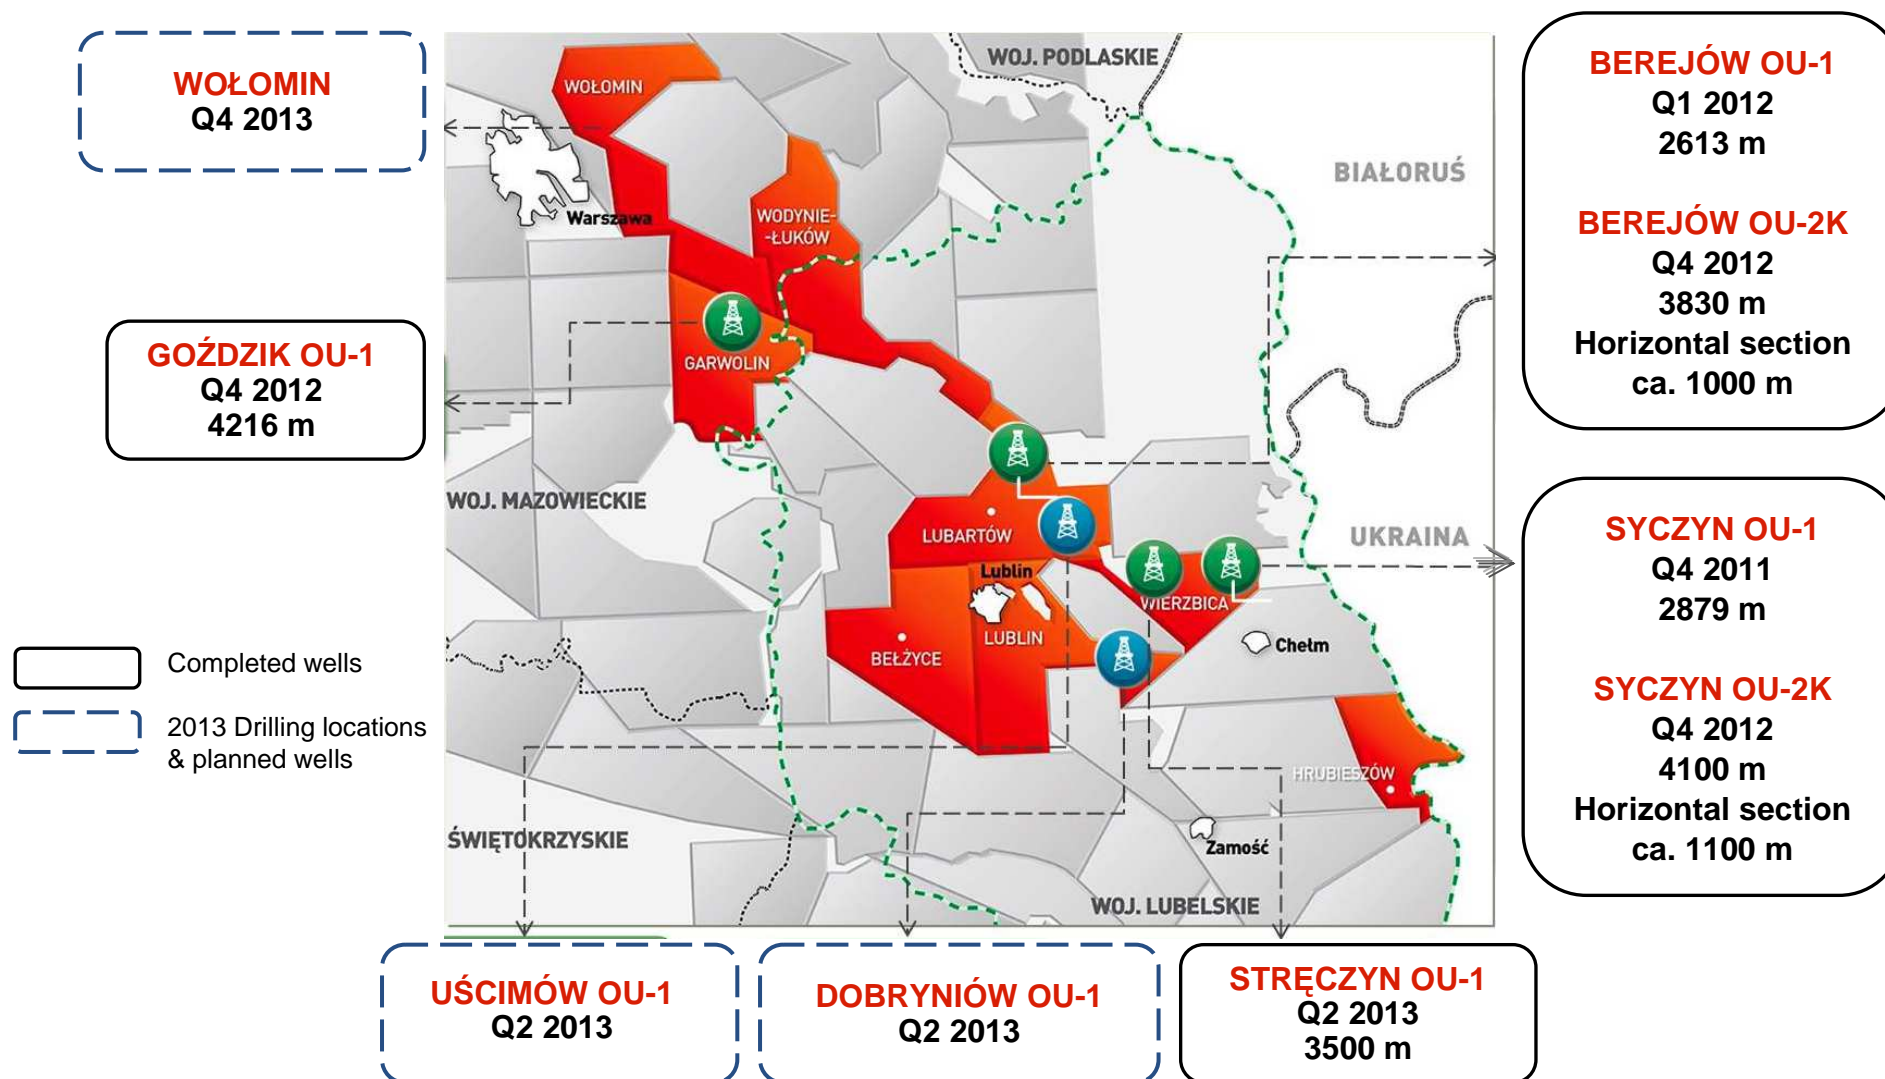 WOŁOMIN
Q4 2013
GOŹDZIK OU-1
Q4 2012
4216 m
Completed wells
2013 Drilling locations
& planned wells
WOJ. PODLASKIE
WOŁOMIN
BIAŁORUŚ
Warszawa
WODYNIE-
-ŁUKÓW
GARWOLIN
WOJ. MAZOWIECKIE
LUBARTÓW
UKRAINA
Lublin
WIERZBICA
LUBLIN
BEŁŻYCE
Chełm
HRUBIESZÓW
ŚWIĘTOKRZYSKIE
Zamość
WOJ. LUBELSKIE
BEREJÓW OU-1
Q1 2012
2613 m
BEREJÓW OU-2K
Q4 2012
3830 m
Horizontal section
ca. 1000 m
SYCZYN OU-1
Q4 2011
2879 m
SYCZYN OU-2K
Q4 2012
4100 m
Horizontal section
ca. 1100 m
UŚCIMÓW OU-1
Q2 2013
DOBRYNIÓW OU-1
Q2 2013
STRĘCZYN OU-1
Q2 2013
3500 m